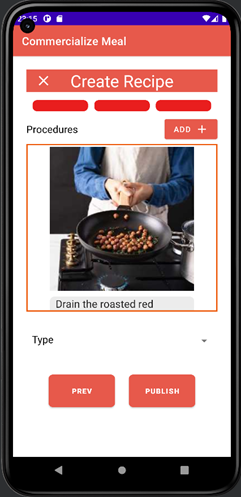 Commercialize Meal
Create Recipe
Procedures
ADD
Drain the roasted red
Type
PREV
PUBLISH